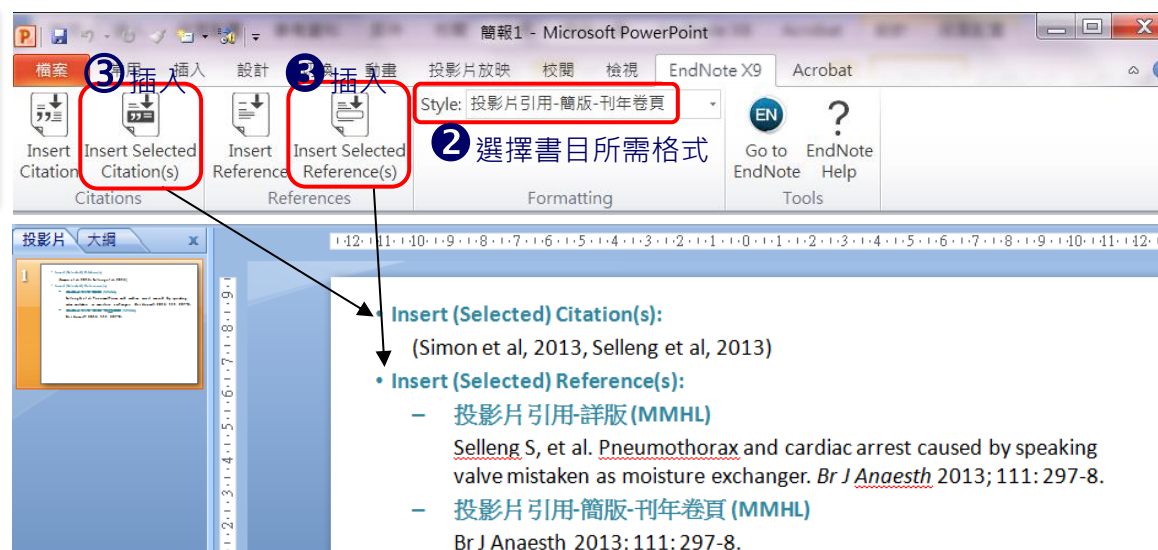 簡報1 - Microsoft PowerPoint
檔案 常用 插入 設計 動畫 投影片放映 校閱 檢視 EndNote X9 Acrobat
③插入 ❸插入
Style: 投影片引用-簡版-刊年卷頁
❷選擇書目所需格式
EN
Insert Citation
Insert Selected Citation(s)
Insert Reference
Insert Selected Reference(s)
Go to EndNote
EndNote Help
Citations References Formatting Tools
投影片 大綱 x
1
• Insert (Selected) Citation(s):
(Simon et al, 2013, Selleng et al, 2013)
• Insert (Selected) Reference(s):
– 投影片引用-詳版 (MMHL)
Selleng S, et al. Pneumothorax and cardiac arrest caused by speaking
valve mistaken as moisture exchanger. Br J Anaesth 2013; 111: 297-8.
– 投影片引用-簡版-刊年卷頁 (MMHL)
Br J Anaesth 2013: 111: 297-8.